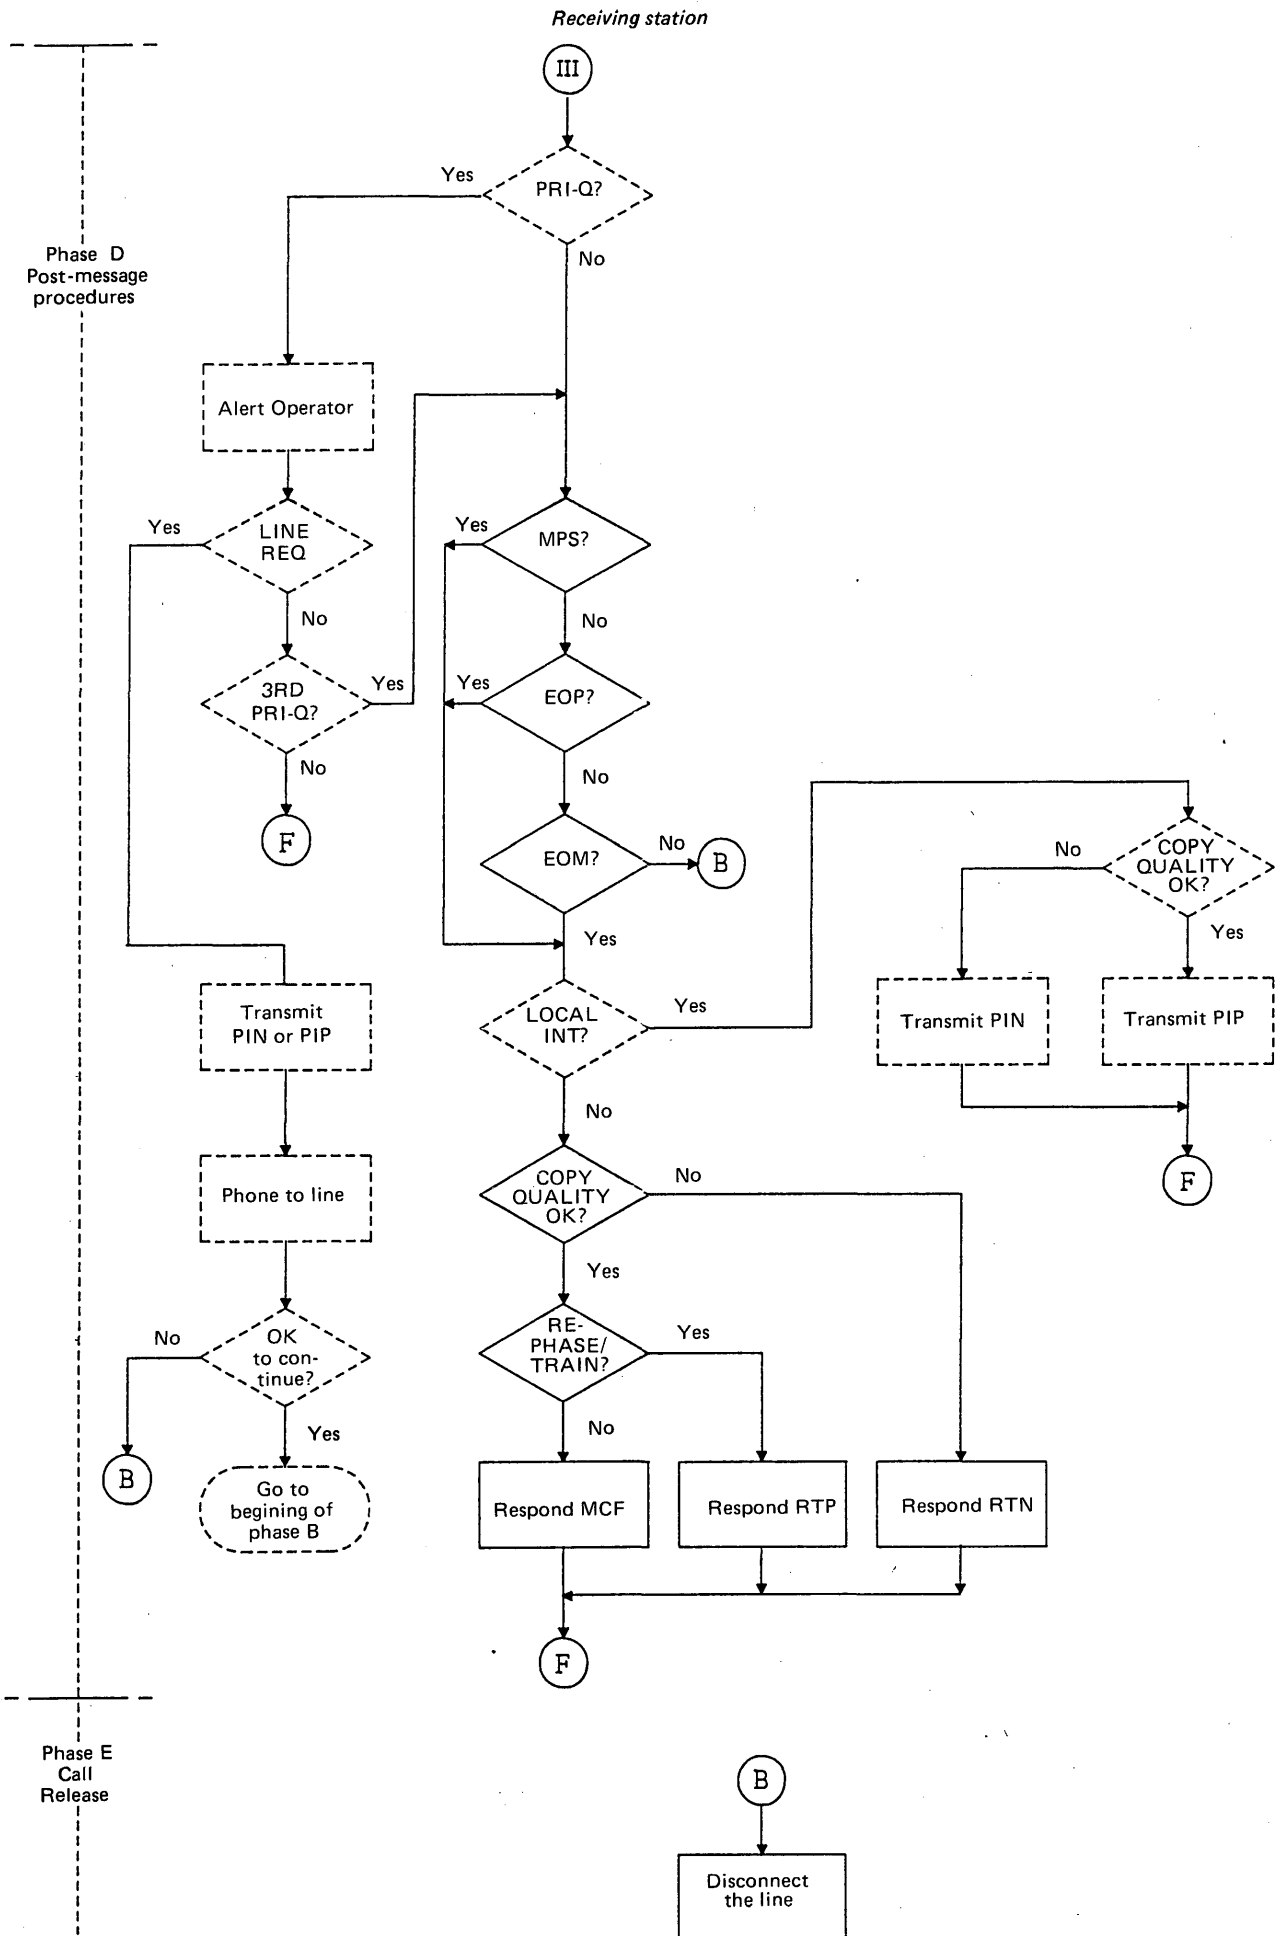 Receiving station
III
Yes
PRI-Q?
No
Phase D
Post-message
procedures
Alert Operator
Yes
LINE
REQ
Yes
MPS?
No
No
3RD
PRI-Q?
Yes
Yes
EOP?
No
No
F
EOM?
No
B
No
COPY
QUALITY
OK?
Yes
Yes
Transmit
PIN or PIP
LOCAL
INT?
Yes
Transmit PIN
Transmit PIP
No
Phone to line
COPY
QUALITY
OK?
No
F
Yes
No
OK
to con-
tinue?
RE-
PHASE/
TRAIN?
Yes
Yes
No
B
Go to
begining of
phase B
Respond MCF
Respond RTP
Respond RTN
F
Phase E
Call
Release
B
Disconnect
the line